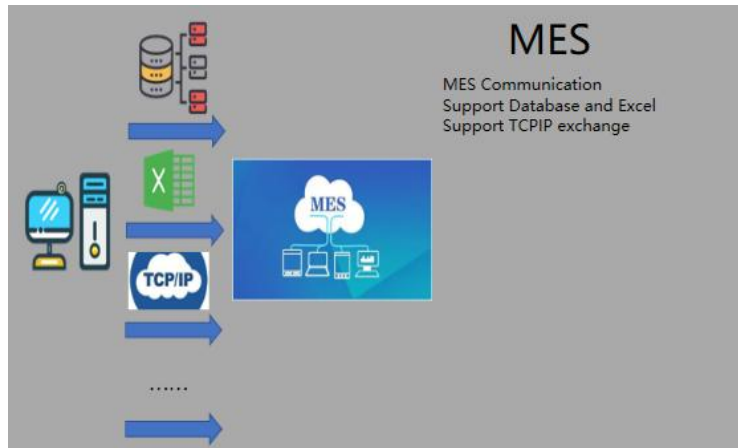 MES
MES Communication
Support Database and Excel
Support TCPIP exchange
X
MES
TCP/IP
......